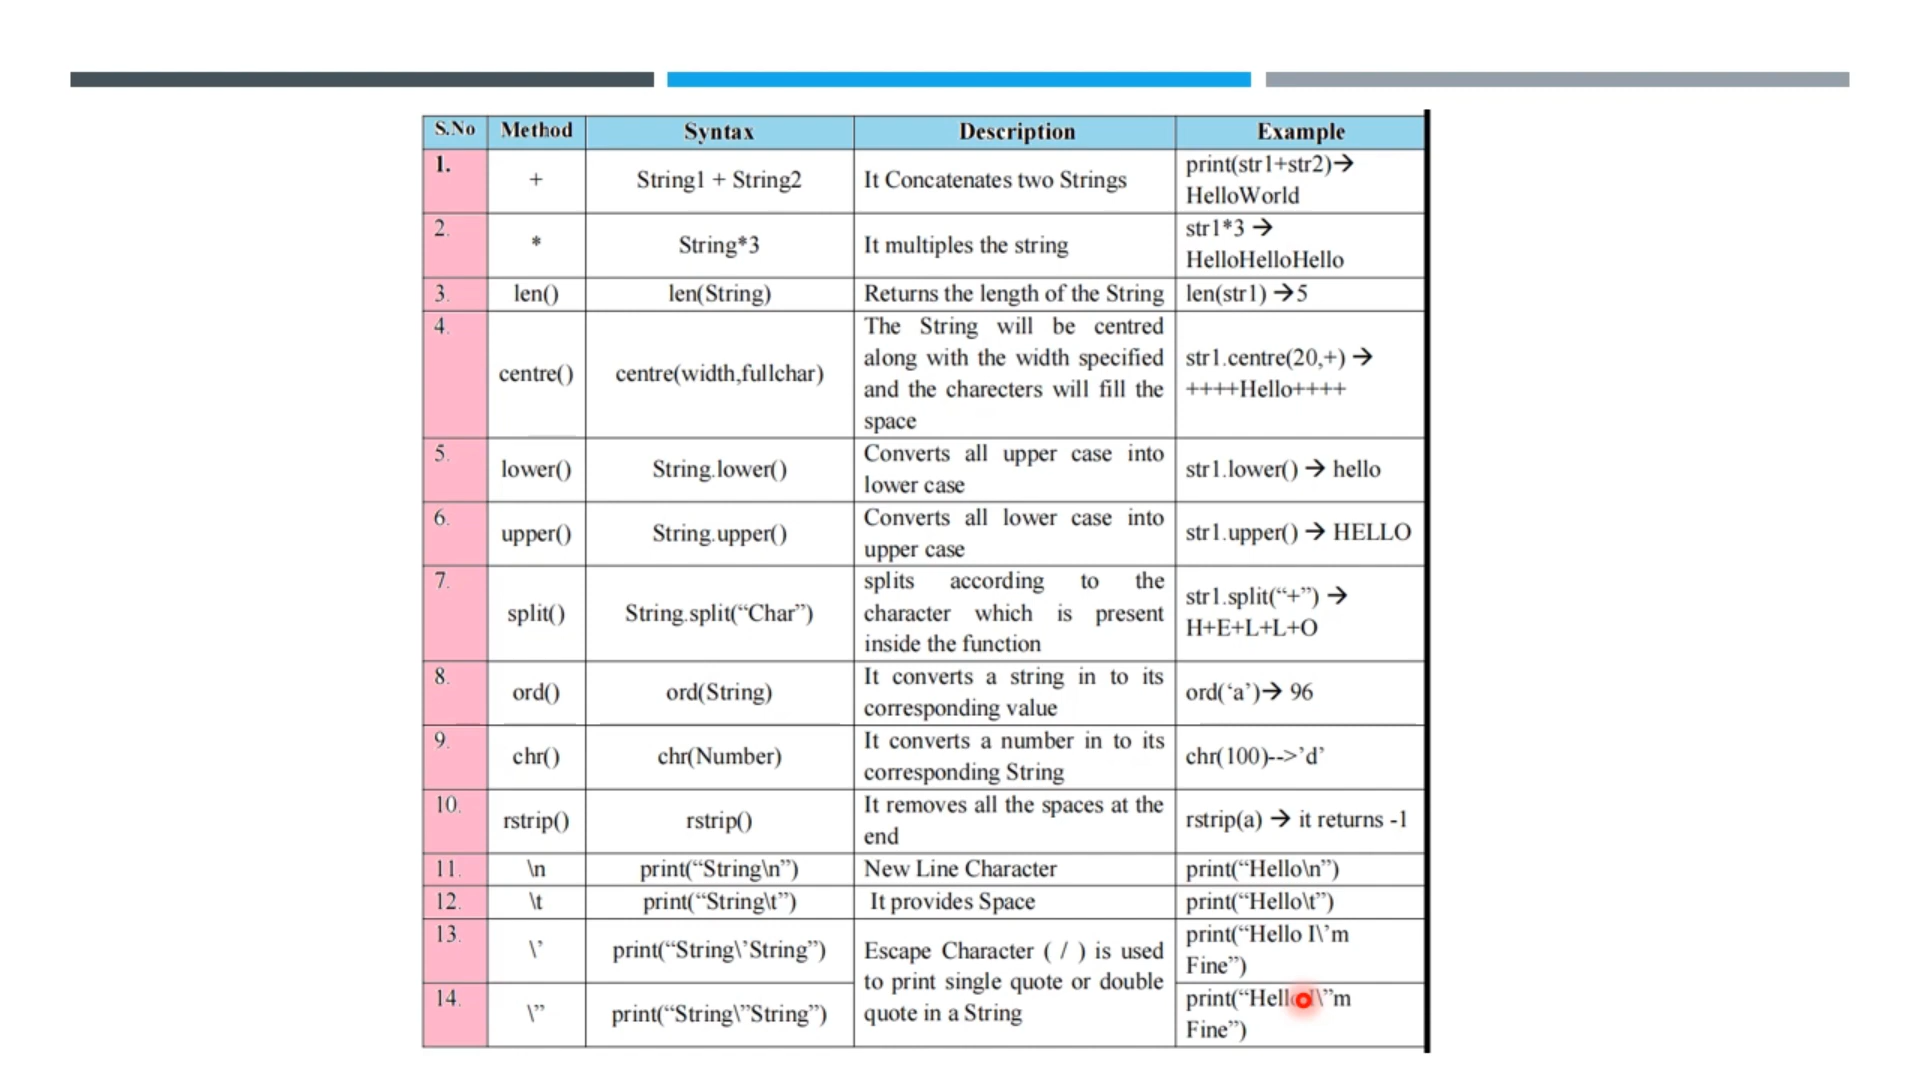 S.No Method Syntax Description Example
1. + String1 + String2 It Concatenates two Strings print(str1+str2)→
HelloWorld
2. * String*3 It multiples the string str1*3 →
HelloHelloHello
3. len() len(String) Returns the length of the String len(str1) →5
4. centre() centre(width,fullchar) The String will be centred
along with the width specified
and the charecters will fill the
space
str1.centre(20,+) →
++++Hello++++
5. lower() String.lower() Converts all upper case into
lower case
str1.lower() → hello
6. upper() String.upper() Converts all lower case into
upper case
str1.upper() → HELLO
7. split() String.split(“Char”) splits according to the
character which is present
inside the function
str1.split(“+”) →
H+E+L+L+O
8. ord() ord(String) It converts a string in to its
corresponding value
ord(‘a’)→ 96
9. chr() chr(Number) It converts a number in to its
corresponding String
chr(100)-->’d’
10. rstrip() rstrip() It removes all the spaces at the
end
rstrip(a) → it returns -1
11. \n print(“String\n”) New Line Character print(“Hello\n”)
12. \t print(“String\t”) It provides Space print(“Hello\t”)
13. \’ print(“String\’String”) Escape Character ( / ) is used
to print single quote or double
quote in a String
print(“Hello I\’m
Fine”)
14. \” print(“String\”String”) print(“Hello I\”m
Fine”)